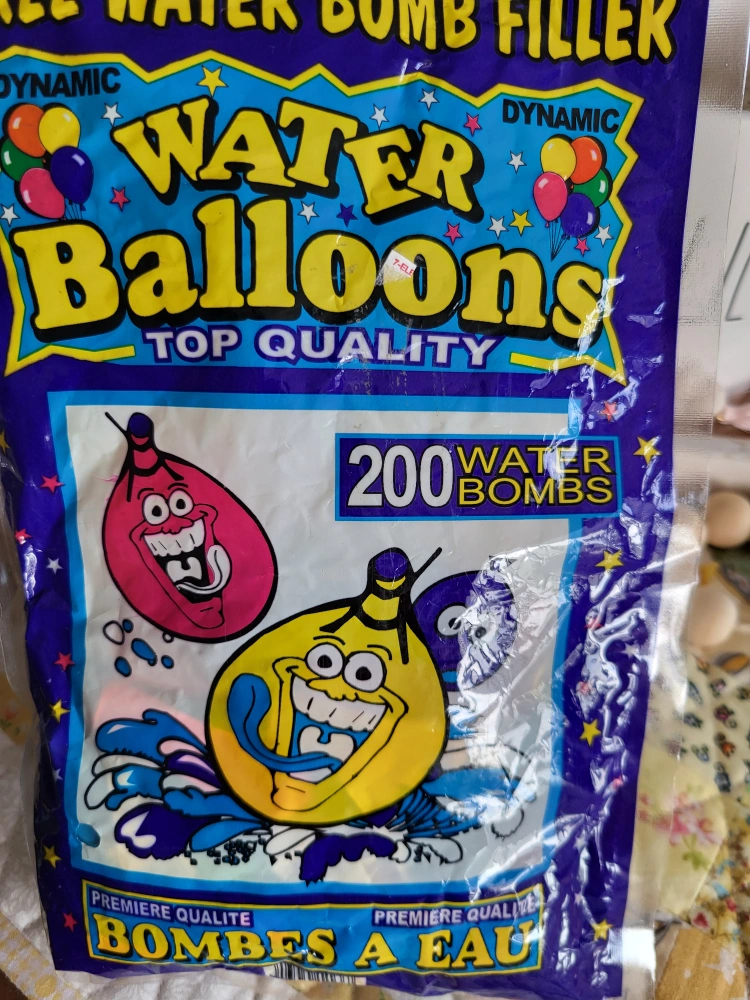 WATER BOMB FILLER
DYNAMIC
DYNAMIC
WATER
Balloons
TOP QUALITY
200 WATER BOMBS
PREMIERE QUALITE
PREMIERE QUALITE
BOMBES A EAU